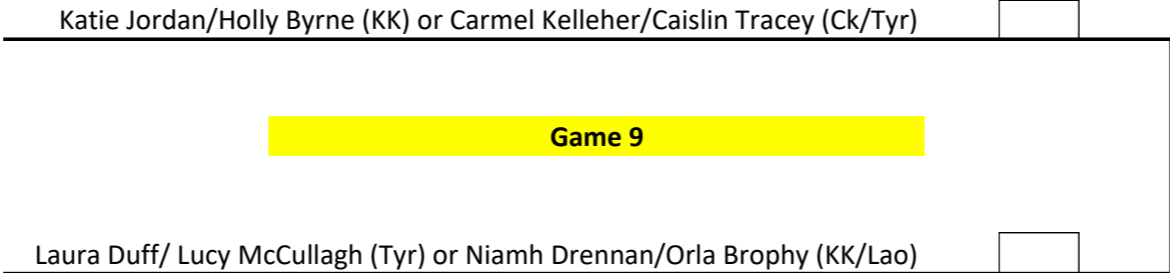 Katie Jordan/Holly Byrne (KK) or Carmel Kelleher/Caislin Tracey (Ck/Tyr)
Game 9
Laura Duff/ Lucy McCullagh (Tyr) or Niamh Drennan/Orla Brophy (KK/Lao)